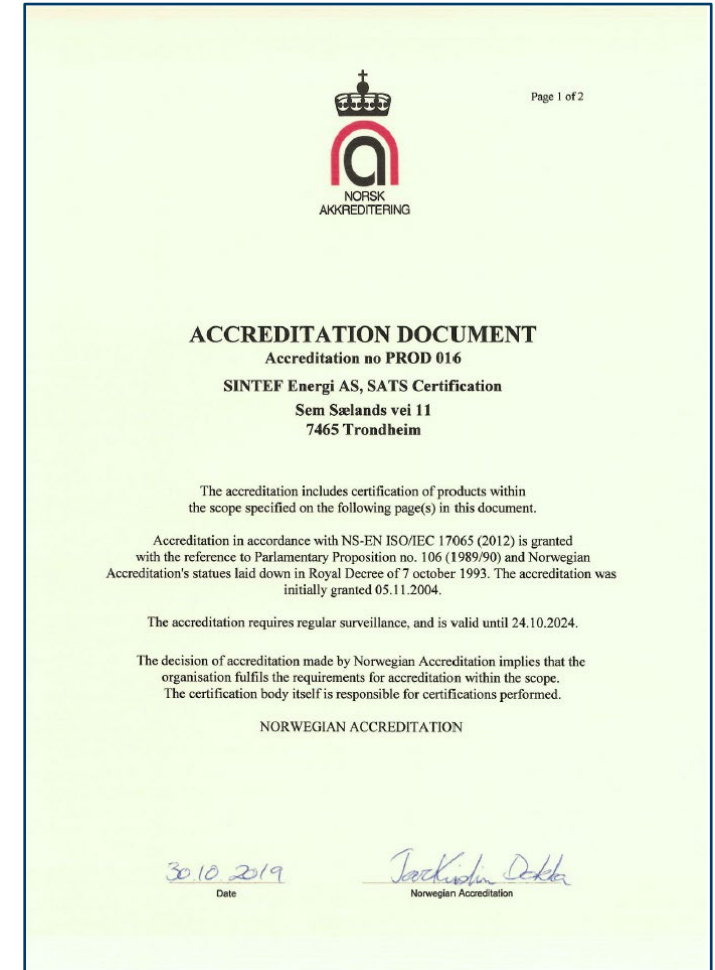 Page 1 of 2
NORSK
AKKREDITERING
ACCREDITATION DOCUMENT
Accreditation no PROD 016
SINTEF Energi AS, SATS Certification
Sem Sælands vei 11
7465 Trondheim
The accreditation includes certification of products within
the scope specified on the following page(s) in this document.
Accreditation in accordance with NS-EN ISO/IEC 17065 (2012) is granted
with the reference to Parlamentary Proposition no. 106 (1989/90) and Norwegian
Accreditation's statues laid down in Royal Decree of 7 october 1993. The accreditation was
initially granted 05.11.2004.
The accreditation requires regular surveillance, and is valid until 24.10.2024.
The decision of accreditation made by Norwegian Accreditation implies that the
organisation fulfils the requirements for accreditation within the scope.
The certification body itself is responsible for certifications performed.
NORWEGIAN ACCREDITATION
30.10.2019
Date
Norwegian Accreditation